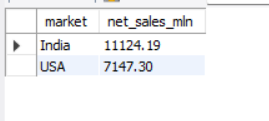 market net_sales_mln
India 11124.19
USA 7147.30